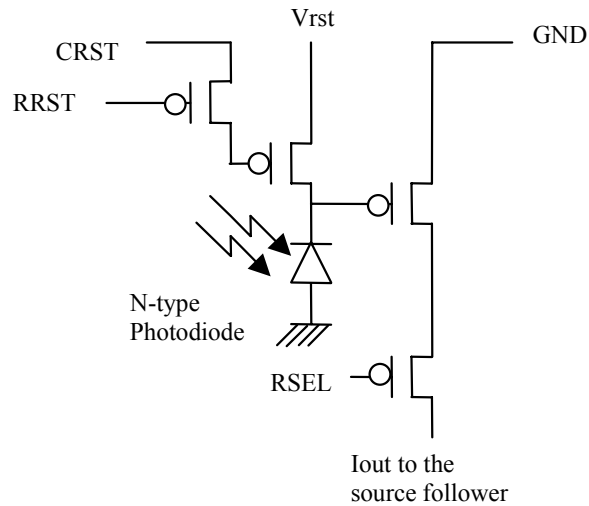 Vrst
GND
CRST
RRST
N-type
Photodiode
RSEL
Iout to the
source follower